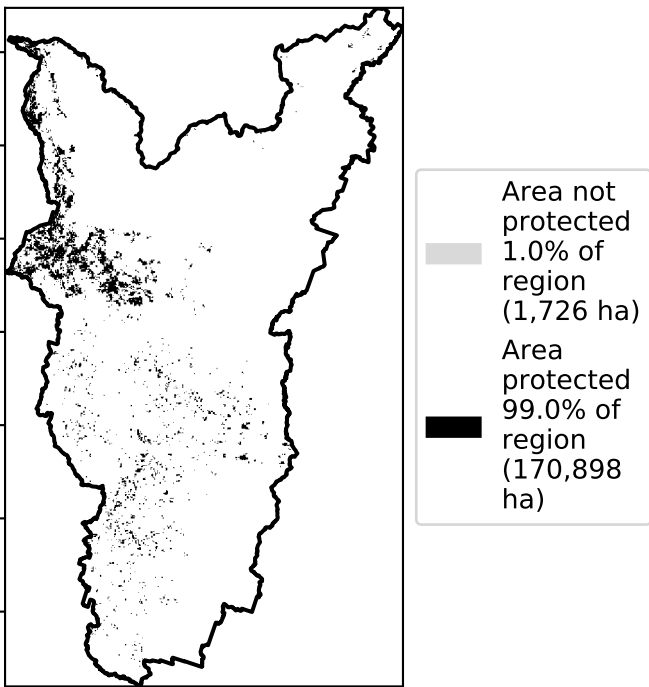 Area not
protected
1.0% of
region
(1,726 ha)
Area
protected
99.0% of
region
(170,898
ha)